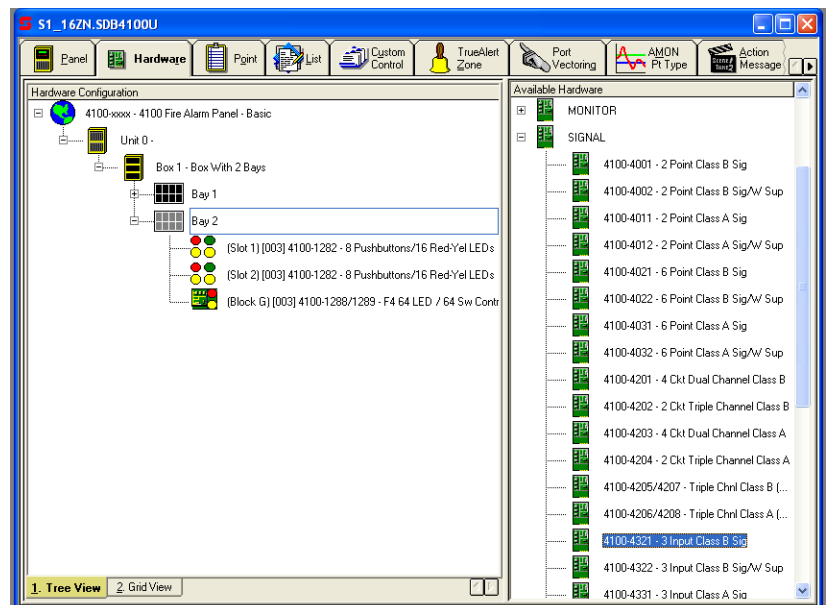 S1_16ZN.SDB4100U
Panel
Hardware
Point
List
Custom Control
TrueAlert Zone
Port Vectoring
AMON Pt Type
Action Message
Hardware Configuration
4100-xxxx - 4100 Fire Alarm Panel - Basic
Unit 0 -
Box 1 - Box With 2 Bays
Bay 1
Bay 2
(Slot 1) [003] 4100-1282 - 8 Pushbuttons/16 Red-Yel LEDs
(Slot 2) [003] 4100-1282 - 8 Pushbuttons/16 Red-Yel LEDs
(Block G) [003] 4100-1288/1289 - F4 64 LED / 64 Sw Contr
1. Tree View
2. Grid View
Available Hardware
MONITOR
SIGNAL
4100-4001 - 2 Point Class B Sig
4100-4002 - 2 Point Class B Sig/W Sup
4100-4011 - 2 Point Class A Sig
4100-4012 - 2 Point Class A Sig/W Sup
4100-4021 - 6 Point Class B Sig
4100-4022 - 6 Point Class B Sig/W Sup
4100-4031 - 6 Point Class A Sig
4100-4032 - 6 Point Class A Sig/W Sup
4100-4201 - 4 Ckt Dual Channel Class B
4100-4202 - 2 Ckt Triple Channel Class B
4100-4203 - 4 Ckt Dual Channel Class A
4100-4204 - 2 Ckt Triple Channel Class A
4100-4205/4207 - Triple Chnl Class B (...
4100-4206/4208 - Triple Chnl Class A (...
4100-4321 - 3 Input Class B Sig
4100-4322 - 3 Input Class B Sig/W Sup
4100-4331 - 3 Input Class A Sig